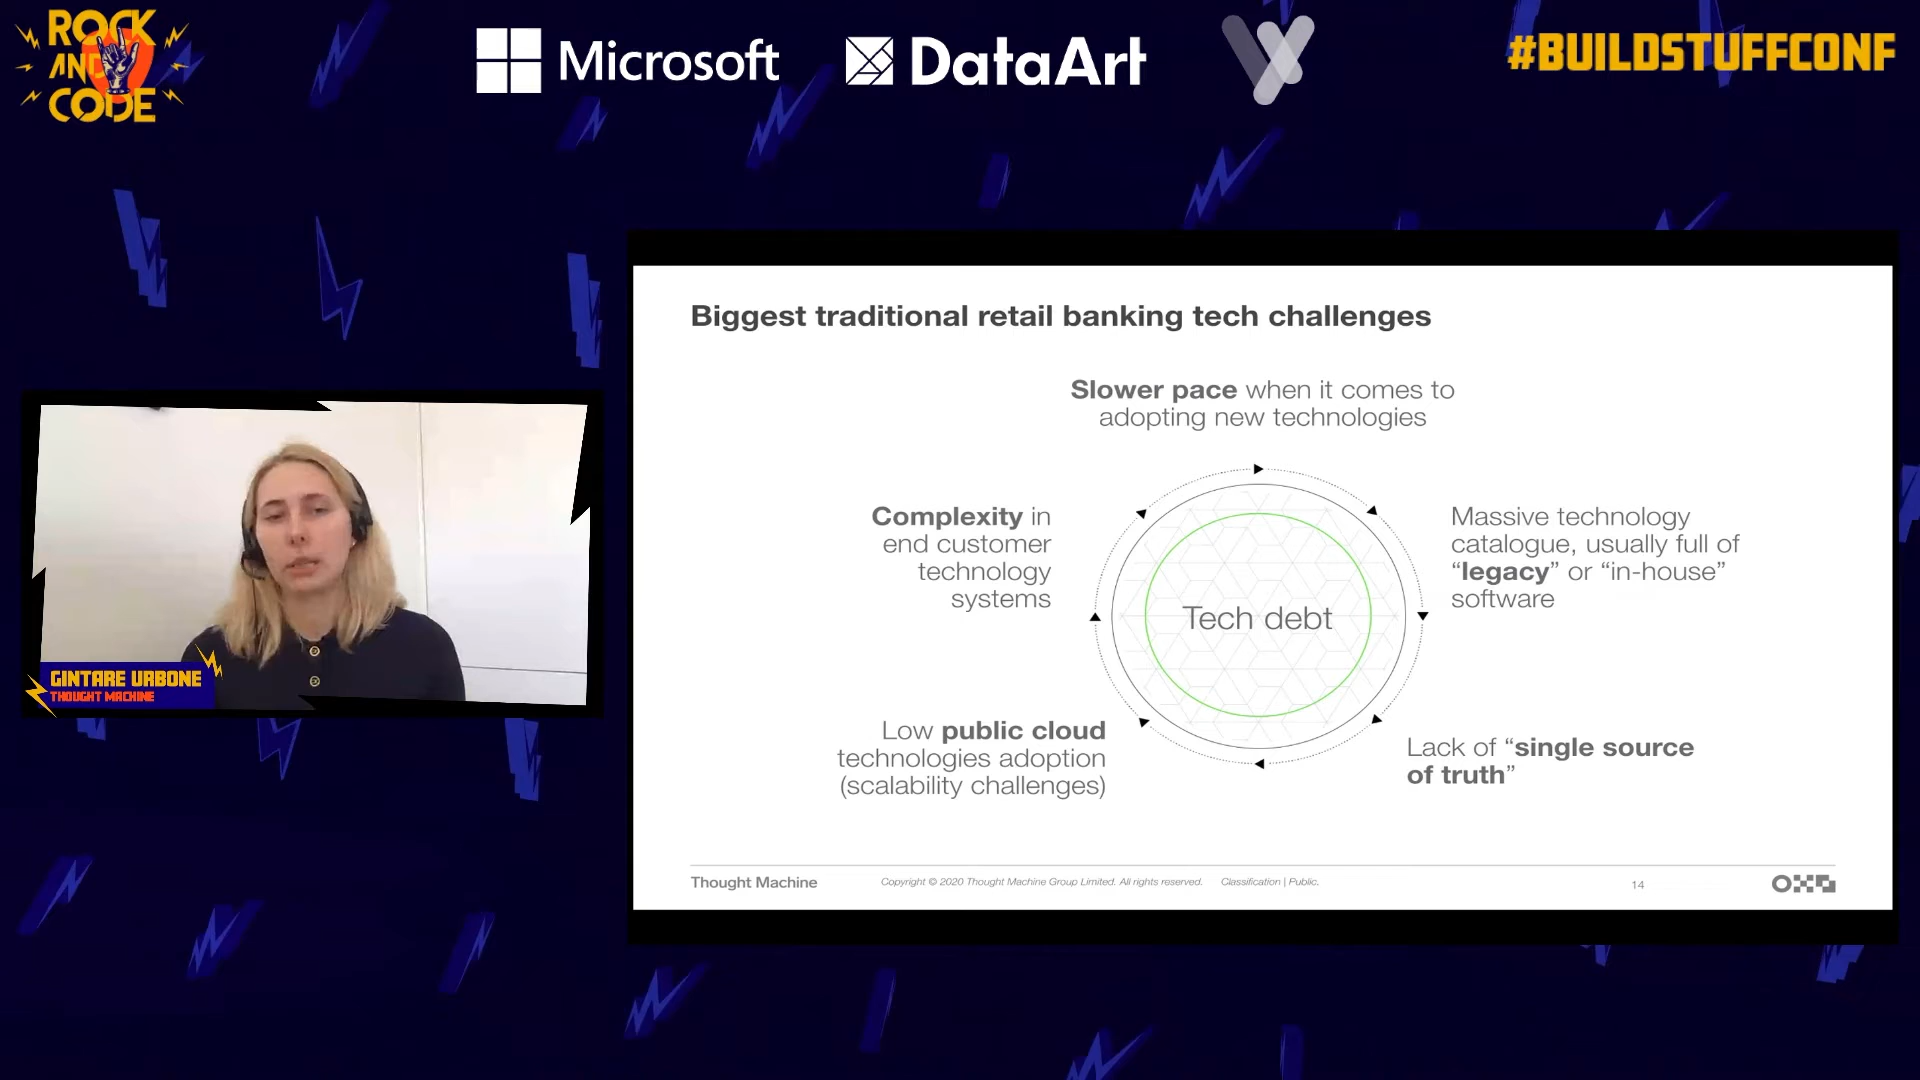 ROCK
AND
CODE
Microsoft
DataArt
#BUILDSTUFFCONF
Biggest traditional retail banking tech challenges
Slower pace when it comes to
adopting new technologies
Complexity in
end customer
technology
systems
Massive technology
catalogue, usually full of
“legacy” or “in-house”
software
Tech debt
Low public cloud
technologies adoption
(scalability challenges)
Lack of “single source
of truth”
GINTARE URBONE
THOUGHT MACHINE
Thought Machine
Copyright © 2020 Thought Machine Group Limited. All rights reserved.
Classification | Public.
14